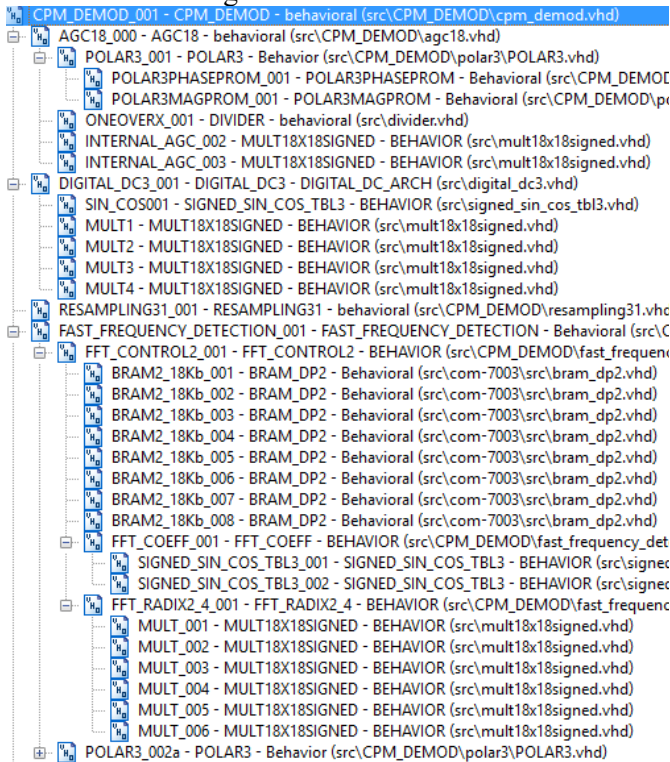 CPM_DEMOD_001 - CPM_DEMOD - behavioral (src\CPM_DEMOD\cpm_demod.vhd)
AGC18_000 - AGC18 - behavioral (src\CPM_DEMOD\agc18.vhd)
POLAR3_001 - POLAR3 - Behavior (src\CPM_DEMOD\polar3\POLAR3.vhd)
POLAR3PHASEPROM_001 - POLAR3PHASEPROM - Behavioral (src\CPM_DEMOD
POLAR3MAGPROM_001 - POLAR3MAGPROM - Behavioral (src\CPM_DEMOD\po
ONEOVERX_001 - DIVIDER - behavioral (src\divider.vhd)
INTERNAL_AGC_002 - MULT18X18SIGNED - BEHAVIOR (src\mult18x18signed.vhd)
INTERNAL_AGC_003 - MULT18X18SIGNED - BEHAVIOR (src\mult18x18signed.vhd)
DIGITAL_DC3_001 - DIGITAL_DC3 - DIGITAL_DC_ARCH (src\digital_dc3.vhd)
SIN_COS001 - SIGNED_SIN_COS_TBL3 - BEHAVIOR (src\signed_sin_cos_tbl3.vhd)
MULT1 - MULT18X18SIGNED - BEHAVIOR (src\mult18x18signed.vhd)
MULT2 - MULT18X18SIGNED - BEHAVIOR (src\mult18x18signed.vhd)
MULT3 - MULT18X18SIGNED - BEHAVIOR (src\mult18x18signed.vhd)
MULT4 - MULT18X18SIGNED - BEHAVIOR (src\mult18x18signed.vhd)
RESAMPLING31_001 - RESAMPLING31 - behavioral (src\CPM_DEMOD\resampling31.vhd
FAST_FREQUENCY_DETECTION_001 - FAST_FREQUENCY_DETECTION - Behavioral (src\C
FFT_CONTROL2_001 - FFT_CONTROL2 - BEHAVIOR (src\CPM_DEMOD\fast_frequenc
BRAM2_18Kb_001 - BRAM_DP2 - Behavioral (src\com-7003\src\bram_dp2.vhd)
BRAM2_18Kb_002 - BRAM_DP2 - Behavioral (src\com-7003\src\bram_dp2.vhd)
BRAM2_18Kb_003 - BRAM_DP2 - Behavioral (src\com-7003\src\bram_dp2.vhd)
BRAM2_18Kb_004 - BRAM_DP2 - Behavioral (src\com-7003\src\bram_dp2.vhd)
BRAM2_18Kb_005 - BRAM_DP2 - Behavioral (src\com-7003\src\bram_dp2.vhd)
BRAM2_18Kb_006 - BRAM_DP2 - Behavioral (src\com-7003\src\bram_dp2.vhd)
BRAM2_18Kb_007 - BRAM_DP2 - Behavioral (src\com-7003\src\bram_dp2.vhd)
BRAM2_18Kb_008 - BRAM_DP2 - Behavioral (src\com-7003\src\bram_dp2.vhd)
FFT_COEFF_001 - FFT_COEFF - BEHAVIOR (src\CPM_DEMOD\fast_frequency_det
SIGNED_SIN_COS_TBL3_001 - SIGNED_SIN_COS_TBL3 - BEHAVIOR (src\signed
SIGNED_SIN_COS_TBL3_002 - SIGNED_SIN_COS_TBL3 - BEHAVIOR (src\signed
FFT_RADIX2_4_001 - FFT_RADIX2_4 - BEHAVIOR (src\CPM_DEMOD\fast_frequenc
MULT_001 - MULT18X18SIGNED - BEHAVIOR (src\mult18x18signed.vhd)
MULT_002 - MULT18X18SIGNED - BEHAVIOR (src\mult18x18signed.vhd)
MULT_003 - MULT18X18SIGNED - BEHAVIOR (src\mult18x18signed.vhd)
MULT_004 - MULT18X18SIGNED - BEHAVIOR (src\mult18x18signed.vhd)
MULT_005 - MULT18X18SIGNED - BEHAVIOR (src\mult18x18signed.vhd)
MULT_006 - MULT18X18SIGNED - BEHAVIOR (src\mult18x18signed.vhd)
POLAR3_002a - POLAR3 - Behavior (src\CPM_DEMOD\polar3\POLAR3.vhd)